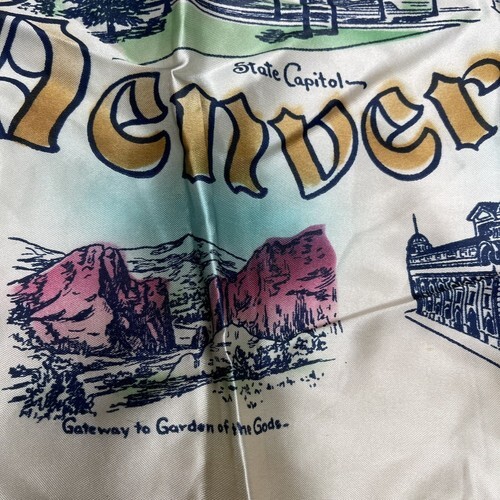 State Capitol
Denver
Gateway to Garden of the Gods